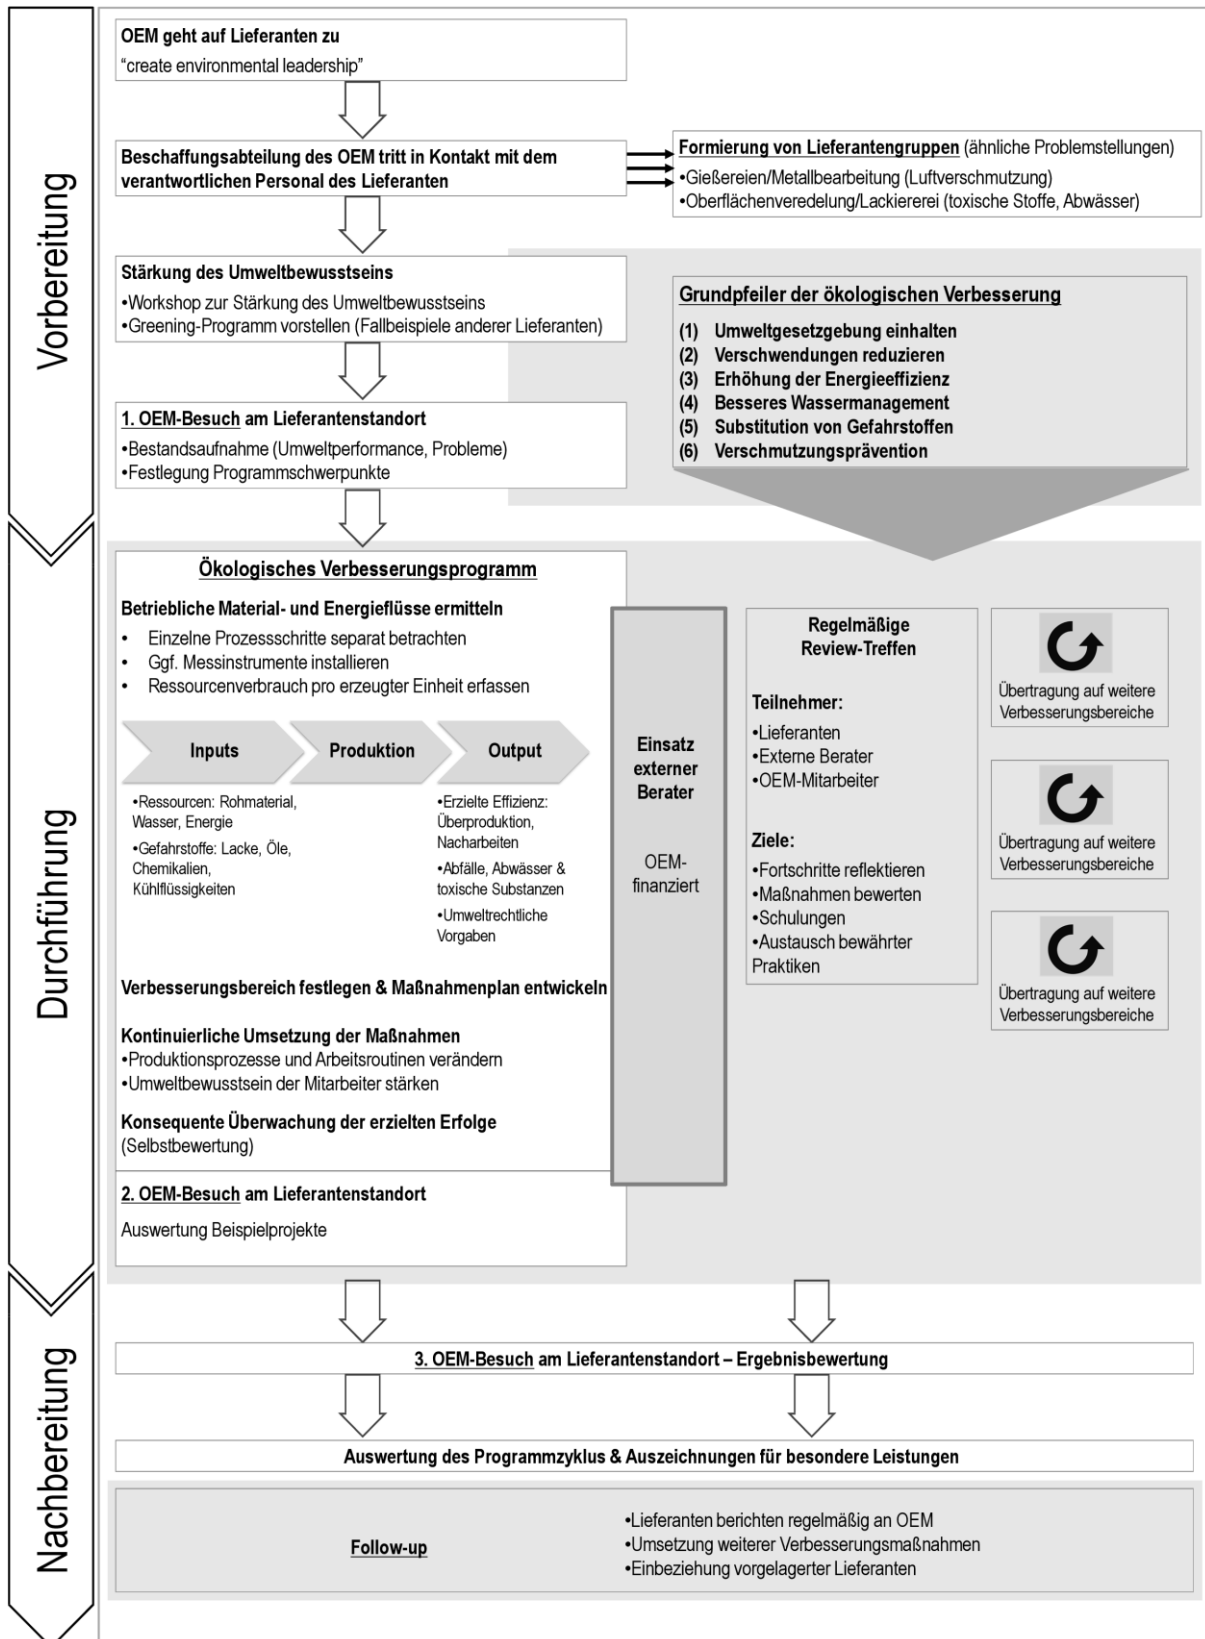 Vorbereitung
OEM geht auf Lieferanten zu
“create environmental leadership”
Beschaffungsabteilung des OEM tritt in Kontakt mit dem
verantwortlichen Personal des Lieferanten
Formierung von Lieferantengruppen (ähnliche Problemstellungen)
•Gießereien/Metallbearbeitung (Luftverschmutzung)
•Oberflächenveredelung/Lackiererei (toxische Stoffe, Abwässer)
Stärkung des Umweltbewusstseins
•Workshop zur Stärkung des Umweltbewusstseins
•Greening-Programm vorstellen (Fallbeispiele anderer Lieferanten)
Grundpfeiler der ökologischen Verbesserung
(1) Umweltgesetzgebung einhalten
(2) Verschwendungen reduzieren
(3) Erhöhung der Energieeffizienz
(4) Besseres Wassermanagement
(5) Substitution von Gefahrstoffen
(6) Verschmutzungsprävention
1. OEM-Besuch am Lieferantenstandort
•Bestandsaufnahme (Umweltperformance, Probleme)
•Festlegung Programmschwerpunkte
Durchführung
Ökologisches Verbesserungsprogramm
Betriebliche Material- und Energieflüsse ermitteln
• Einzelne Prozessschritte separat betrachten
• Ggf. Messinstrumente installieren
• Ressourcenverbrauch pro erzeugter Einheit erfassen
Inputs
Produktion
Output
•Ressourcen: Rohmaterial,
Wasser, Energie
•Gefahrstoffe: Lacke, Öle,
Chemikalien,
Kühlflüssigkeiten
•Erzielte Effizienz:
Überproduktion,
Nacharbeiten
•Abfälle, Abwässer &
toxische Substanzen
•Umweltrechtliche
Vorgaben
Verbesserungsbereich festlegen & Maßnahmenplan entwickeln
Kontinuierliche Umsetzung der Maßnahmen
•Produktionsprozesse und Arbeitsroutinen verändern
•Umweltbewusstsein der Mitarbeiter stärken
Konsequente Überwachung der erzielten Erfolge
(Selbstbewertung)
2. OEM-Besuch am Lieferantenstandort
Auswertung Beispielprojekte
Einsatz
externer
Berater
OEM-
finanziert
Regelmäßige
Review-Treffen
Teilnehmer:
•Lieferanten
•Externe Berater
•OEM-Mitarbeiter
Ziele:
•Fortschritte reflektieren
•Maßnahmen bewerten
•Schulungen
•Austausch bewährter
Praktiken
Übertragung auf weitere
Verbesserungsbereiche
Übertragung auf weitere
Verbesserungsbereiche
Übertragung auf weitere
Verbesserungsbereiche
Nachbereitung
3. OEM-Besuch am Lieferantenstandort – Ergebnisbewertung
Auswertung des Programmzyklus & Auszeichnungen für besondere Leistungen
Follow-up
•Lieferanten berichten regelmäßig an OEM
•Umsetzung weiterer Verbesserungsmaßnahmen
•Einbeziehung vorgelagerter Lieferanten